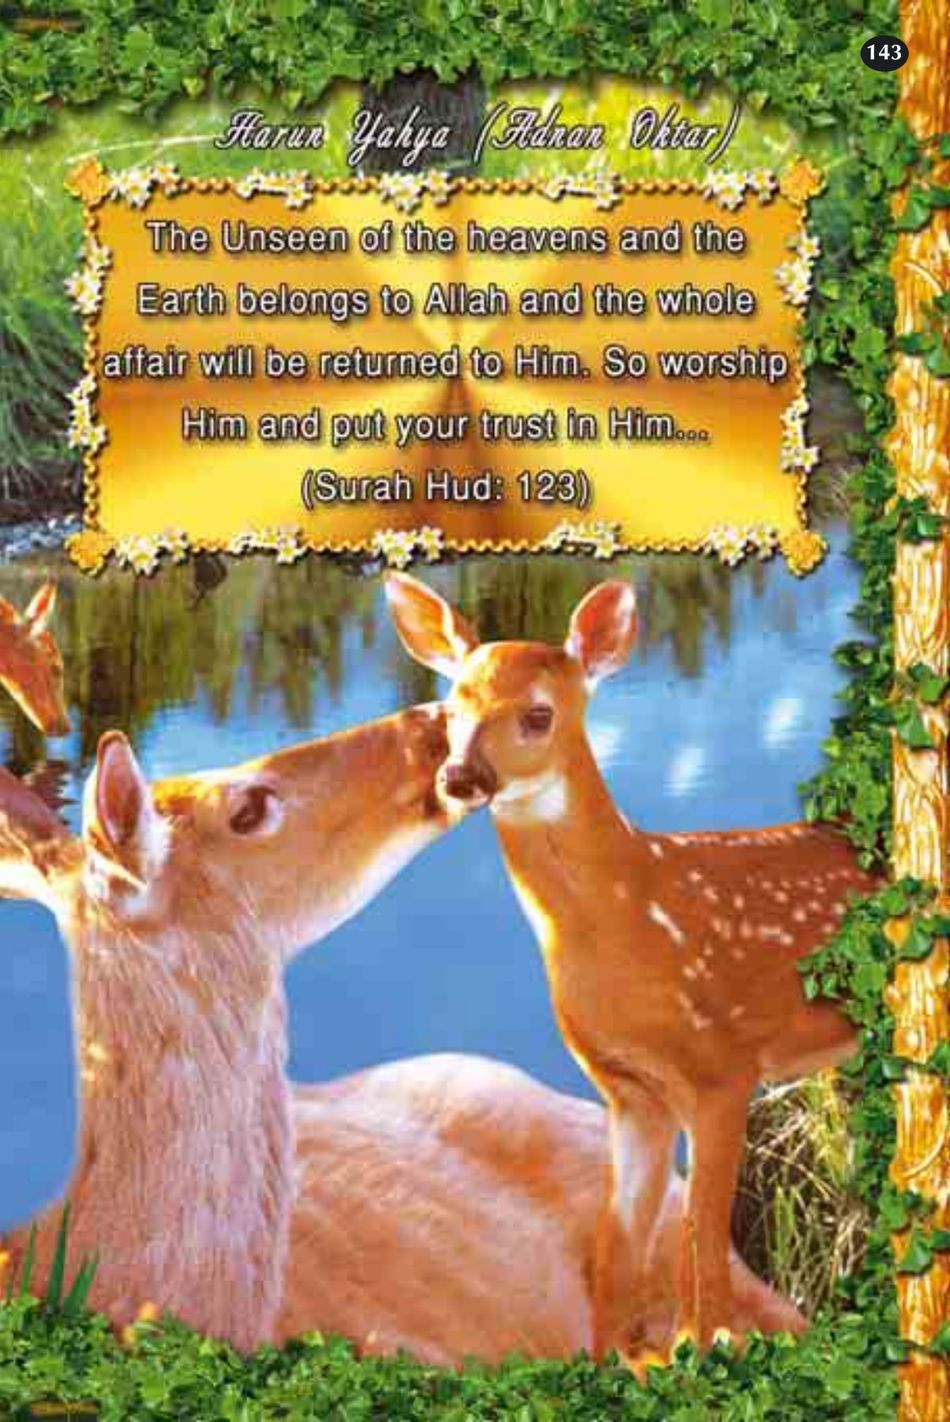 143
Harun Yahya (Adnan Oktar)
The Unseen of the heavens and the
Earth belongs to Allah and the whole
affair will be returned to Him. So worship
Him and put your trust in Him...
(Surah Hud: 123)